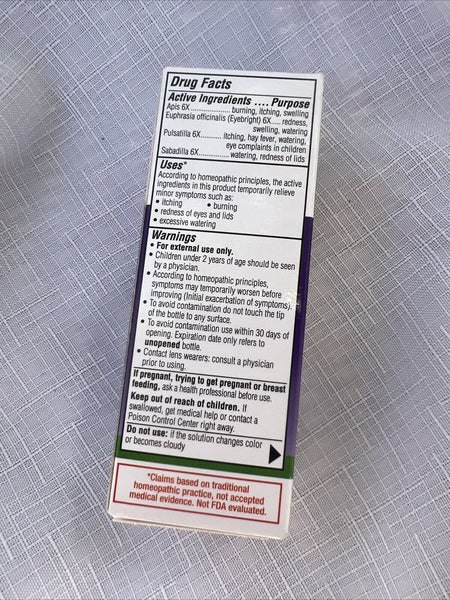 Drug Facts
Active Ingredients .... Purpose
Apis 6X............... burning, itching, swelling
Euphrasia officinalis (Eyebright) 6X.... redness,
swelling, watering
Pulsatilla 6X........... itching, hay fever, watering,
eye complaints in children
Sabadilla 6X............ watering, redness of lids
Uses*
According to homeopathic principles, the active
ingredients in this product temporarily relieve
minor symptoms such as:
• itching • burning
• redness of eyes and lids
• excessive watering
Warnings
• For external use only.
• Children under 2 years of age should be seen
by a physician.
• According to homeopathic principles,
symptoms may temporarily worsen before
improving (Initial exacerbation of symptoms).
• To avoid contamination do not touch the tip
of the bottle to any surface.
• To avoid contamination use within 30 days of
opening. Expiration date only refers to
unopened bottle.
• Contact lens wearers: consult a physician
prior to using.
If pregnant, trying to get pregnant or breast
feeding, ask a health professional before use.
Keep out of reach of children. If
swallowed, get medical help or contact a
Poison Control Center right away.
Do not use: if the solution changes color
or becomes cloudy
*Claims based on traditional
homeopathic practice, not accepted
medical evidence. Not FDA evaluated.